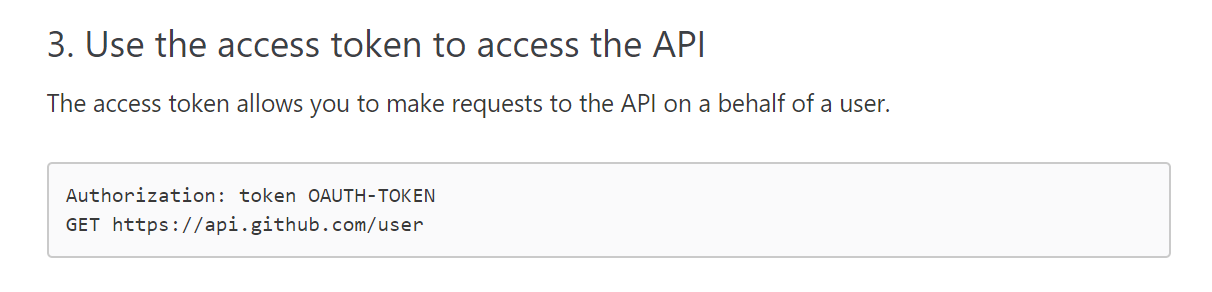 3. Use the access token to access the API
The access token allows you to make requests to the API on a behalf of a user.
Authorization: token OAUTH-TOKEN
GET https://api.github.com/user